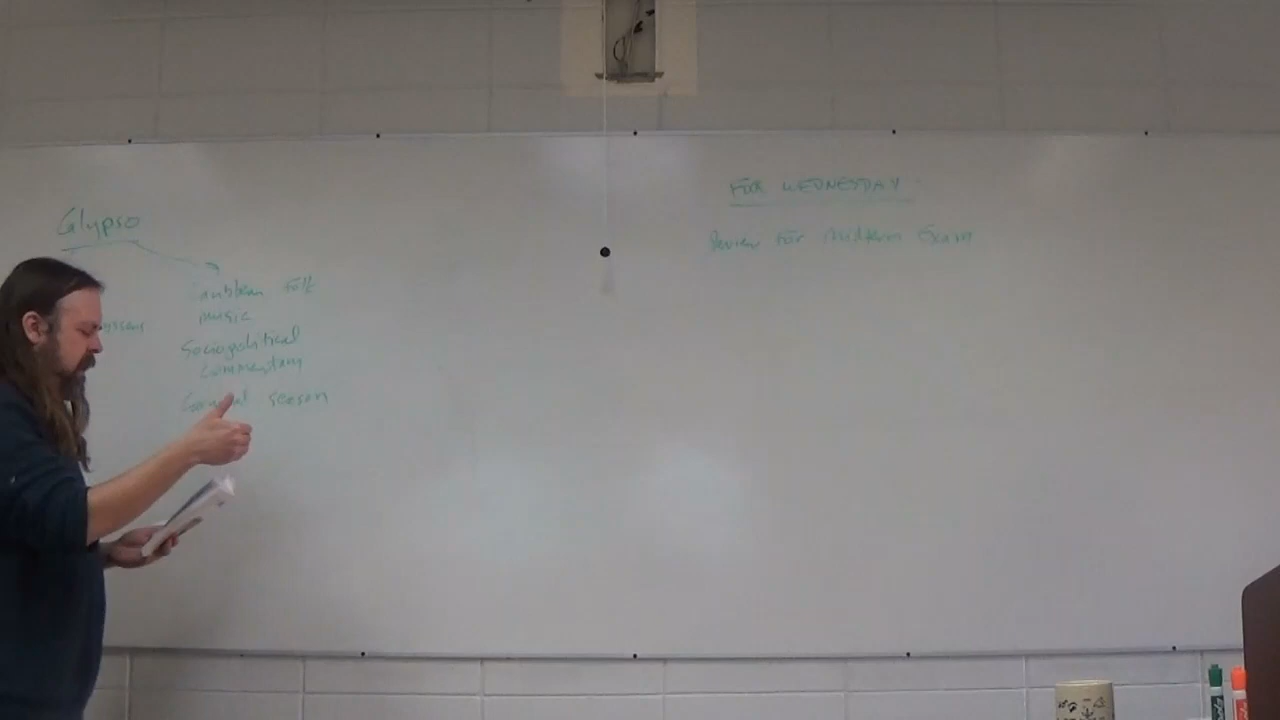 Calypso
Caribbean folk
music
Sociopolitical
commentary
season
FOR WEDNESDAY:
Review for Midterm Exam